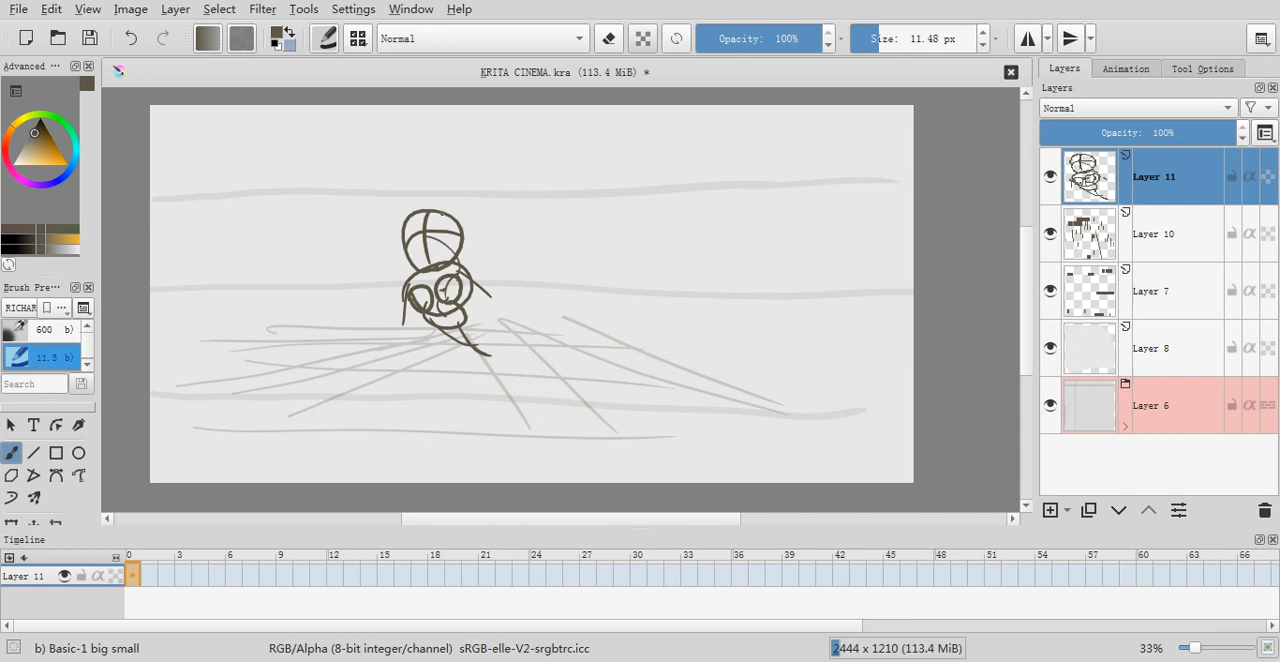 File Edit View Image Layer Select Filter Tools Settings Window Help
Normal
Opacity: 100%
Size: 11.48 px
Advanced ···
KRITA CINEMA.kra (113.4 MiB) *
Layers Animation Tool Options
Layers
Normal
Opacity: 100%
Layer 11
Layer 10
Layer 7
Layer 8
Layer 6
Brush Pre···
RICHAR
600 b)
11.5 b)
Search
Timeline
0 3 6 9 12 15 18 21 24 27 30 33 36 39 42 45 48 51 54 57 60 63 66
Layer 11
b) Basic-1 big small
RGB/Alpha (8-bit integer/channel) sRGB-elle-V2-srgbtrc.icc
2444 x 1210 (113.4 MiB)
33%